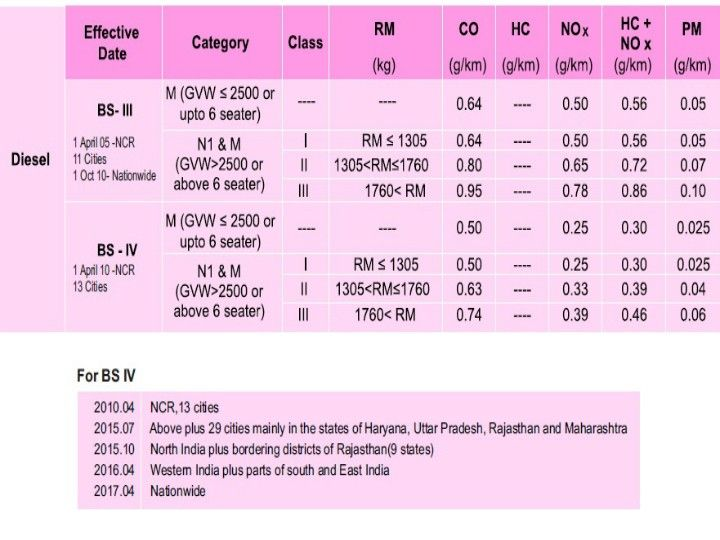 Effective Date Category Class RM (kg) CO (g/km) HC (g/km) NOx (g/km) HC + NO x (g/km) PM (g/km)
Diesel
BS- III
1 April 05 -NCR
11 Cities
1 Oct 10- Nationwide
M (GVW ≤ 2500 or upto 6 seater) ---- ---- 0.64 ---- 0.50 0.56 0.05
N1 & M (GVW>2500 or above 6 seater)
I RM ≤ 1305 0.64 ---- 0.50 0.56 0.05
II 1305<RM≤1760 0.80 ---- 0.65 0.72 0.07
III 1760< RM 0.95 ---- 0.78 0.86 0.10
BS - IV
1 April 10 -NCR
13 Cities
M (GVW ≤ 2500 or upto 6 seater) ---- ---- 0.50 ---- 0.25 0.30 0.025
N1 & M (GVW>2500 or above 6 seater)
I RM ≤ 1305 0.50 ---- 0.25 0.30 0.025
II 1305<RM≤1760 0.63 ---- 0.33 0.39 0.04
III 1760< RM 0.74 ---- 0.39 0.46 0.06
For BS IV
2010.04 NCR,13 cities
2015.07 Above plus 29 cities mainly in the states of Haryana, Uttar Pradesh, Rajasthan and Maharashtra
2015.10 North India plus bordering districts of Rajasthan(9 states)
2016.04 Western India plus parts of south and East India
2017.04 Nationwide